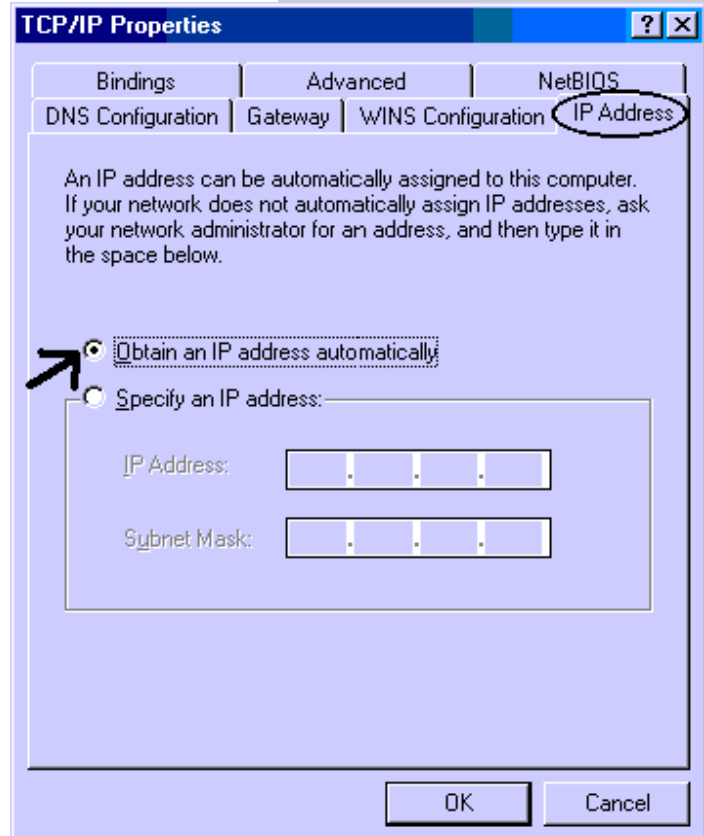 TCP/IP Properties
Bindings
Advanced
NetBIOS
DNS Configuration
Gateway
WINS Configuration
IP Address
An IP address can be automatically assigned to this computer.
If your network does not automatically assign IP addresses, ask
your network administrator for an address, and then type it in
the space below.
Obtain an IP address automatically
Specify an IP address:
IP Address:
Subnet Mask:
OK
Cancel